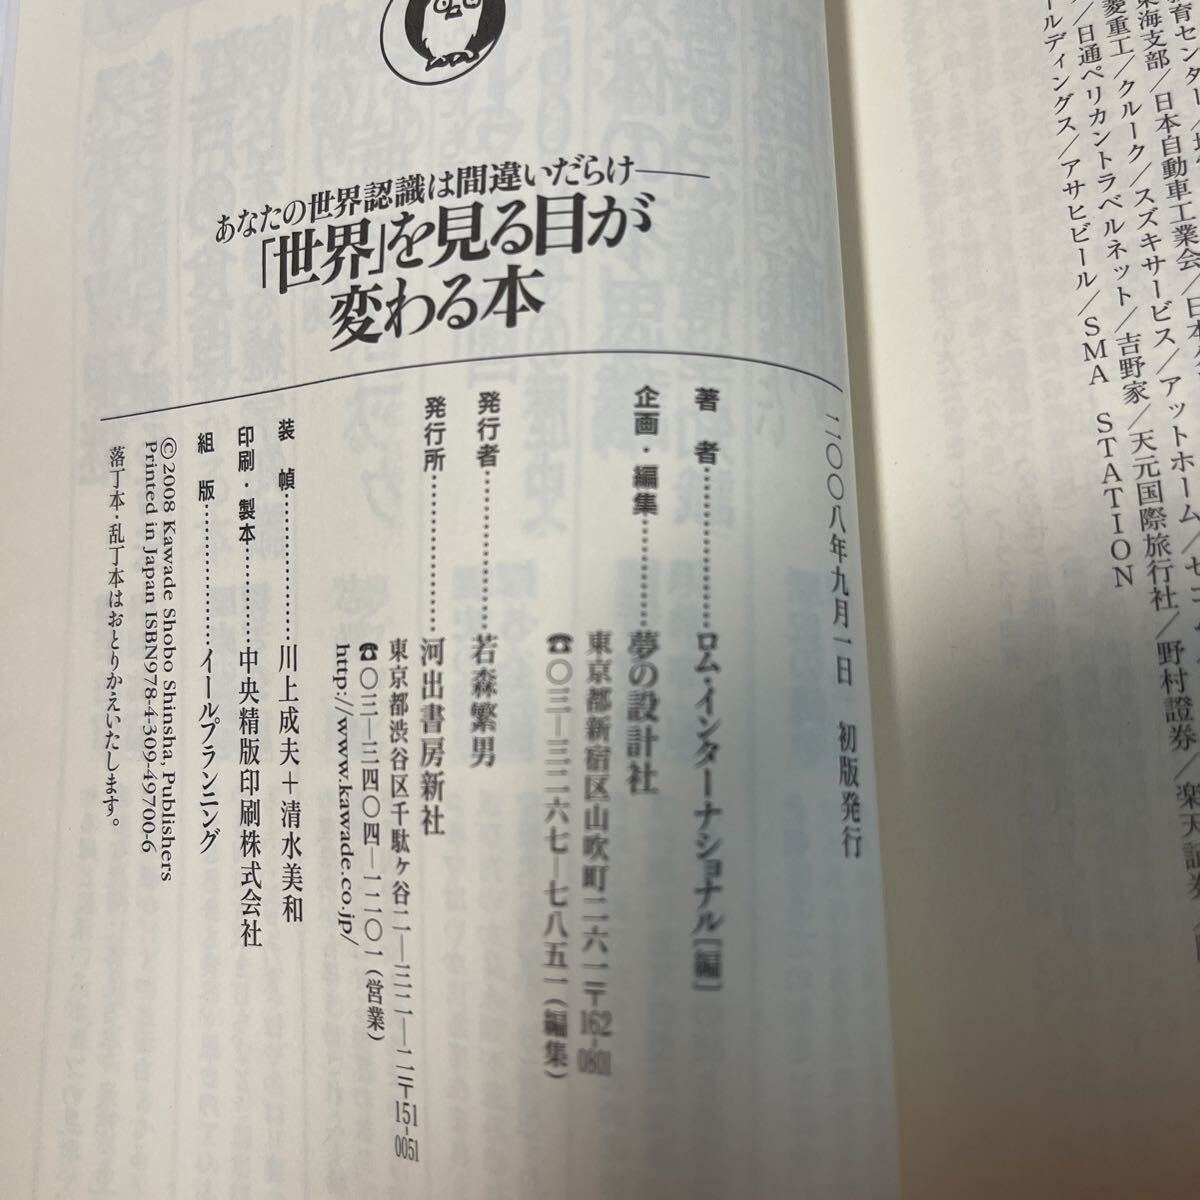 育センター/
東海支部/日本自動車工業会/日本
菱重工/クルーク/スズキサービス/アットホーム/セコム
/日通ペリカントラベルネット/吉野家/天元国際旅行社/野村證券/楽天証券/
ールディングス/アサヒビール/SMA STATION
あなたの世界認識は間違いだらけ――
「世界」を見る目が
変わる本
二〇〇八年九月一日 初版発行
著者…………………ロム・インターナショナル[編]
企画・編集…………夢の設計社
東京都新宿区山吹町二六一〒162-0801
☎〇三―三二六七―七八五一(編集)
発行者………………若森繁男
発行所………………河出書房新社
東京都渋谷区千駄ヶ谷二―三二―二〒151-0051
☎〇三―三四〇四―一二〇一(営業)
http://www.kawade.co.jp/
装幀…………………川上成夫+清水美和
印刷・製本…………中央精版印刷株式会社
組版…………………イールプランニング
©2008 Kawade Shobo Shinsha, Publishers
Printed in Japan ISBN978-4-309-49700-6
落丁本・乱丁本はおとりかえいたします。